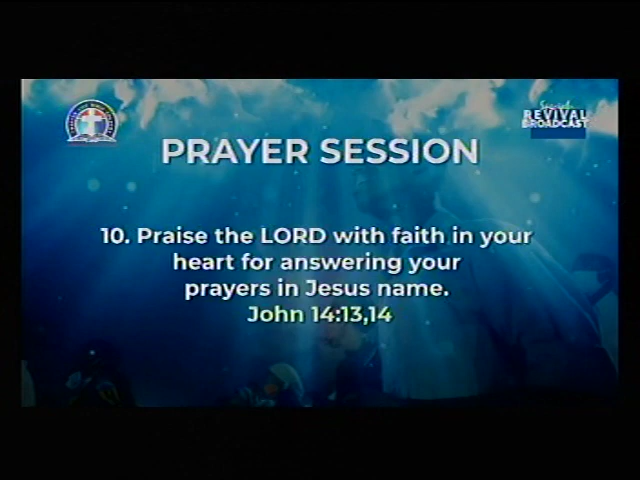 Special
REVIVAL
BROADCAST
PRAYER SESSION
10. Praise the LORD with faith in your
heart for answering your
prayers in Jesus name.
John 14:13,14